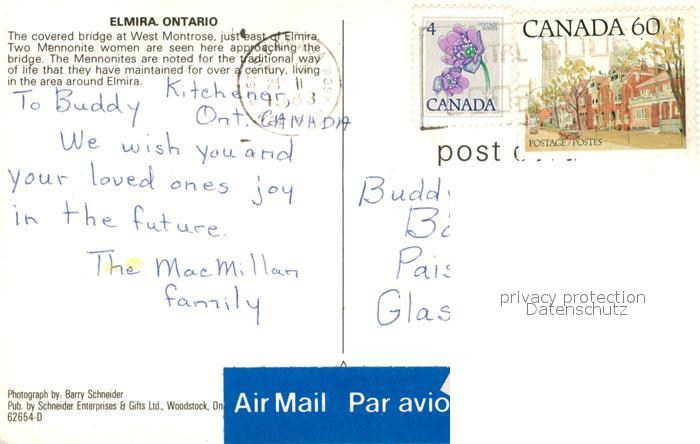 ELMIRA. ONTARIO
The covered bridge at West Montrose, just east of Elmira.
Two Mennonite women are seen here approaching the
bridge. The Mennonites are noted for the traditional way
of life that they have maintained for over a century, living
in the area around Elmira.
To Buddy
Kitchener,
Ont. CANADA
We wish you and
your loved ones joy
in the future.
The MacMillan
family
Photograph by: Barry Schneider
Pub. by Schneider Enterprises & Gifts Ltd., Woodstock, On
62654-D
4
POSTAGE
POSTES
CANADA
CANADA 60
POSTAGE/POSTES
post
Buddy
Pais
Glas
privacy protection
Datenschutz
Air Mail Par avio